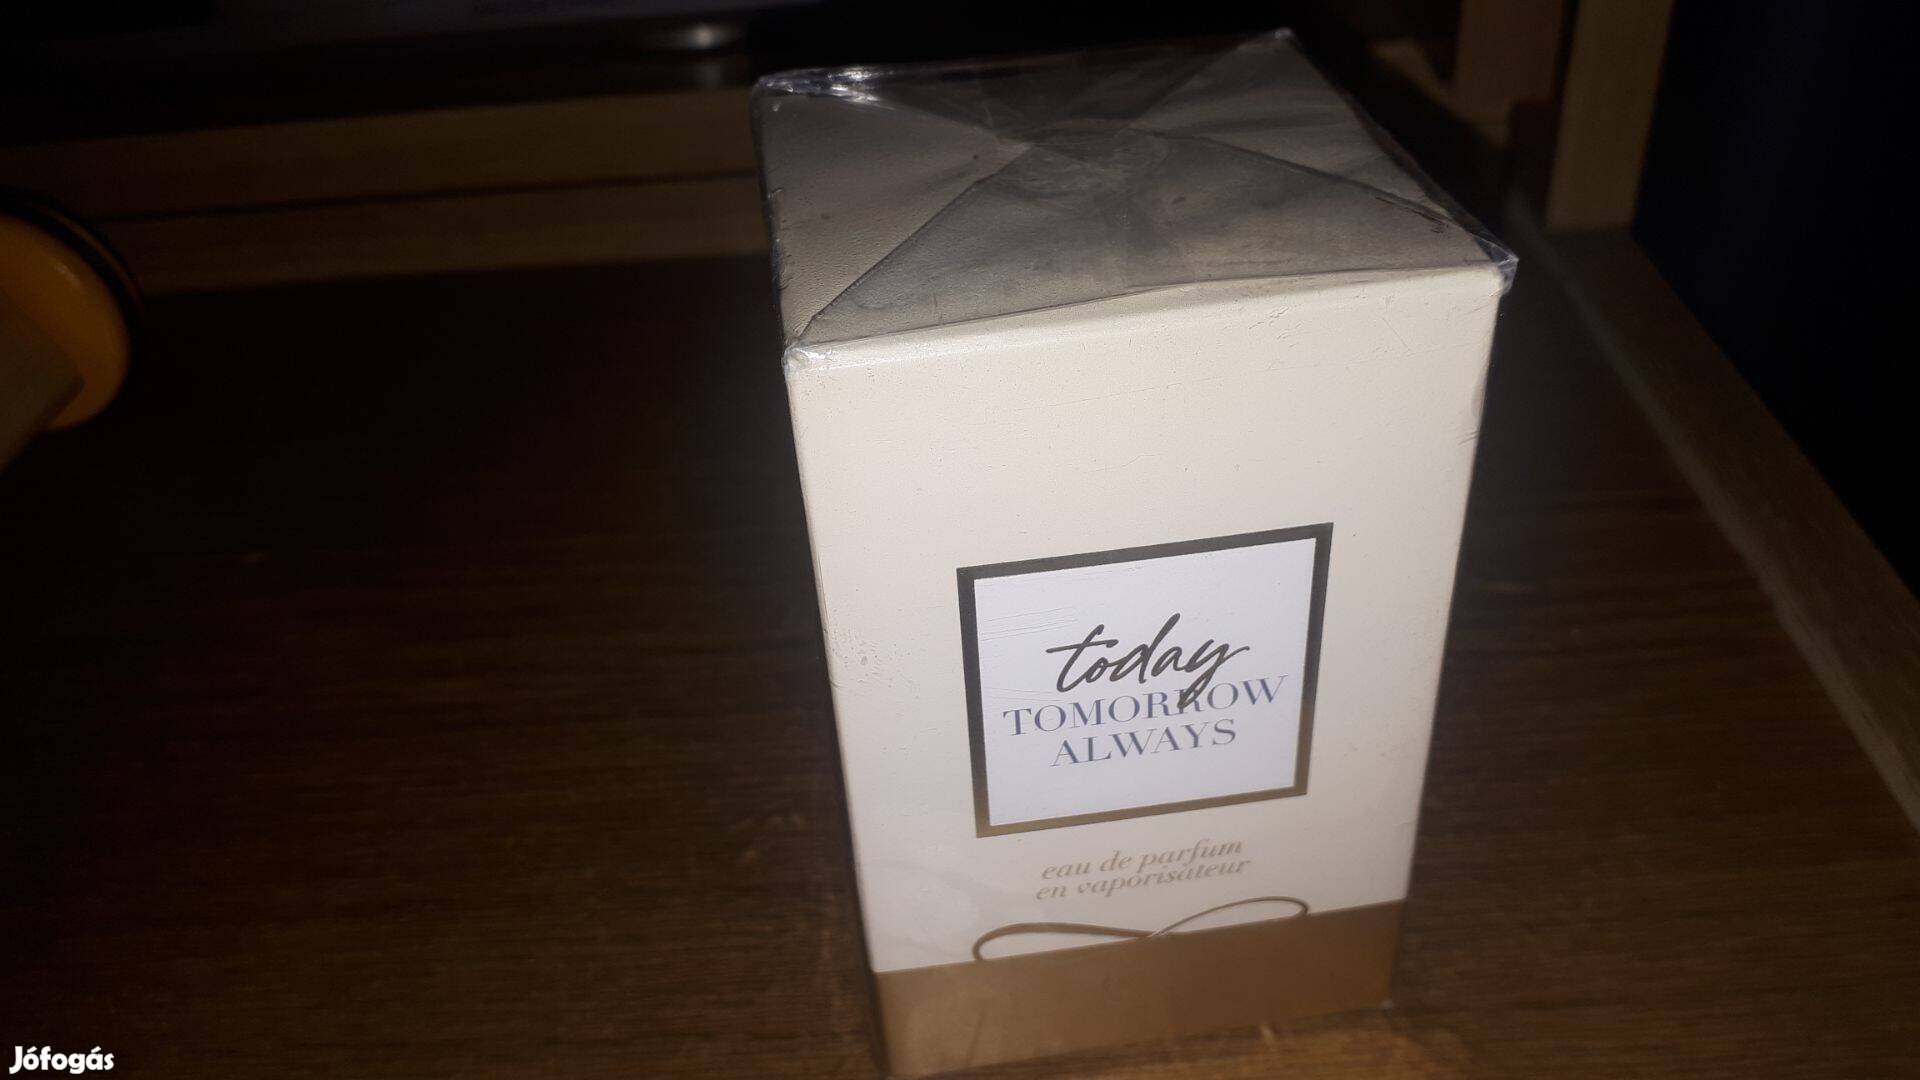 today
TOMORROW
ALWAYS
eau de parfum
en vaporisateur
Jófogás